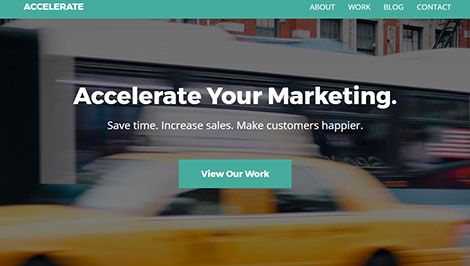 ACCELERATE
ABOUT WORK BLOG CONTACT
Accelerate Your Marketing.
Save time. Increase sales. Make customers happier.
View Our Work